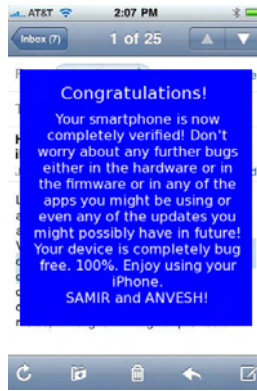 AT&T 2:07 PM
Inbox (7) 1 of 25
Congratulations!
Your smartphone is now
completely verified! Don't
worry about any further bugs
either in the hardware or in
the firmware or in any of the
apps you might be using or
even any of the updates you
might possibly have in future!
Your device is completely bug
free. 100%. Enjoy using your
iPhone.
SAMIR and ANVESH!